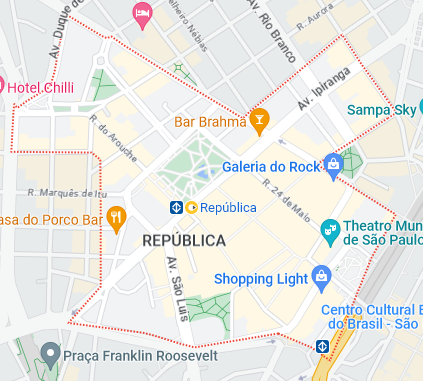 Av. Duque de
elheiro Nébias
Av. Rio Branco
R. Aurora
Hotel Chilli
Av. Ipiranga
Sampa Sky
Bar Brahma
R. do Arouche
Galeria do Rock
R. Marquês de Itu
R. 24 de Maio
República
asa do Porco Bar
Theatro Mun
de São Paulo
REPÚBLICA
Av. São Luís
Shopping Light
Centro Cultural B
do Brasil - São
Praça Franklin Roosevelt